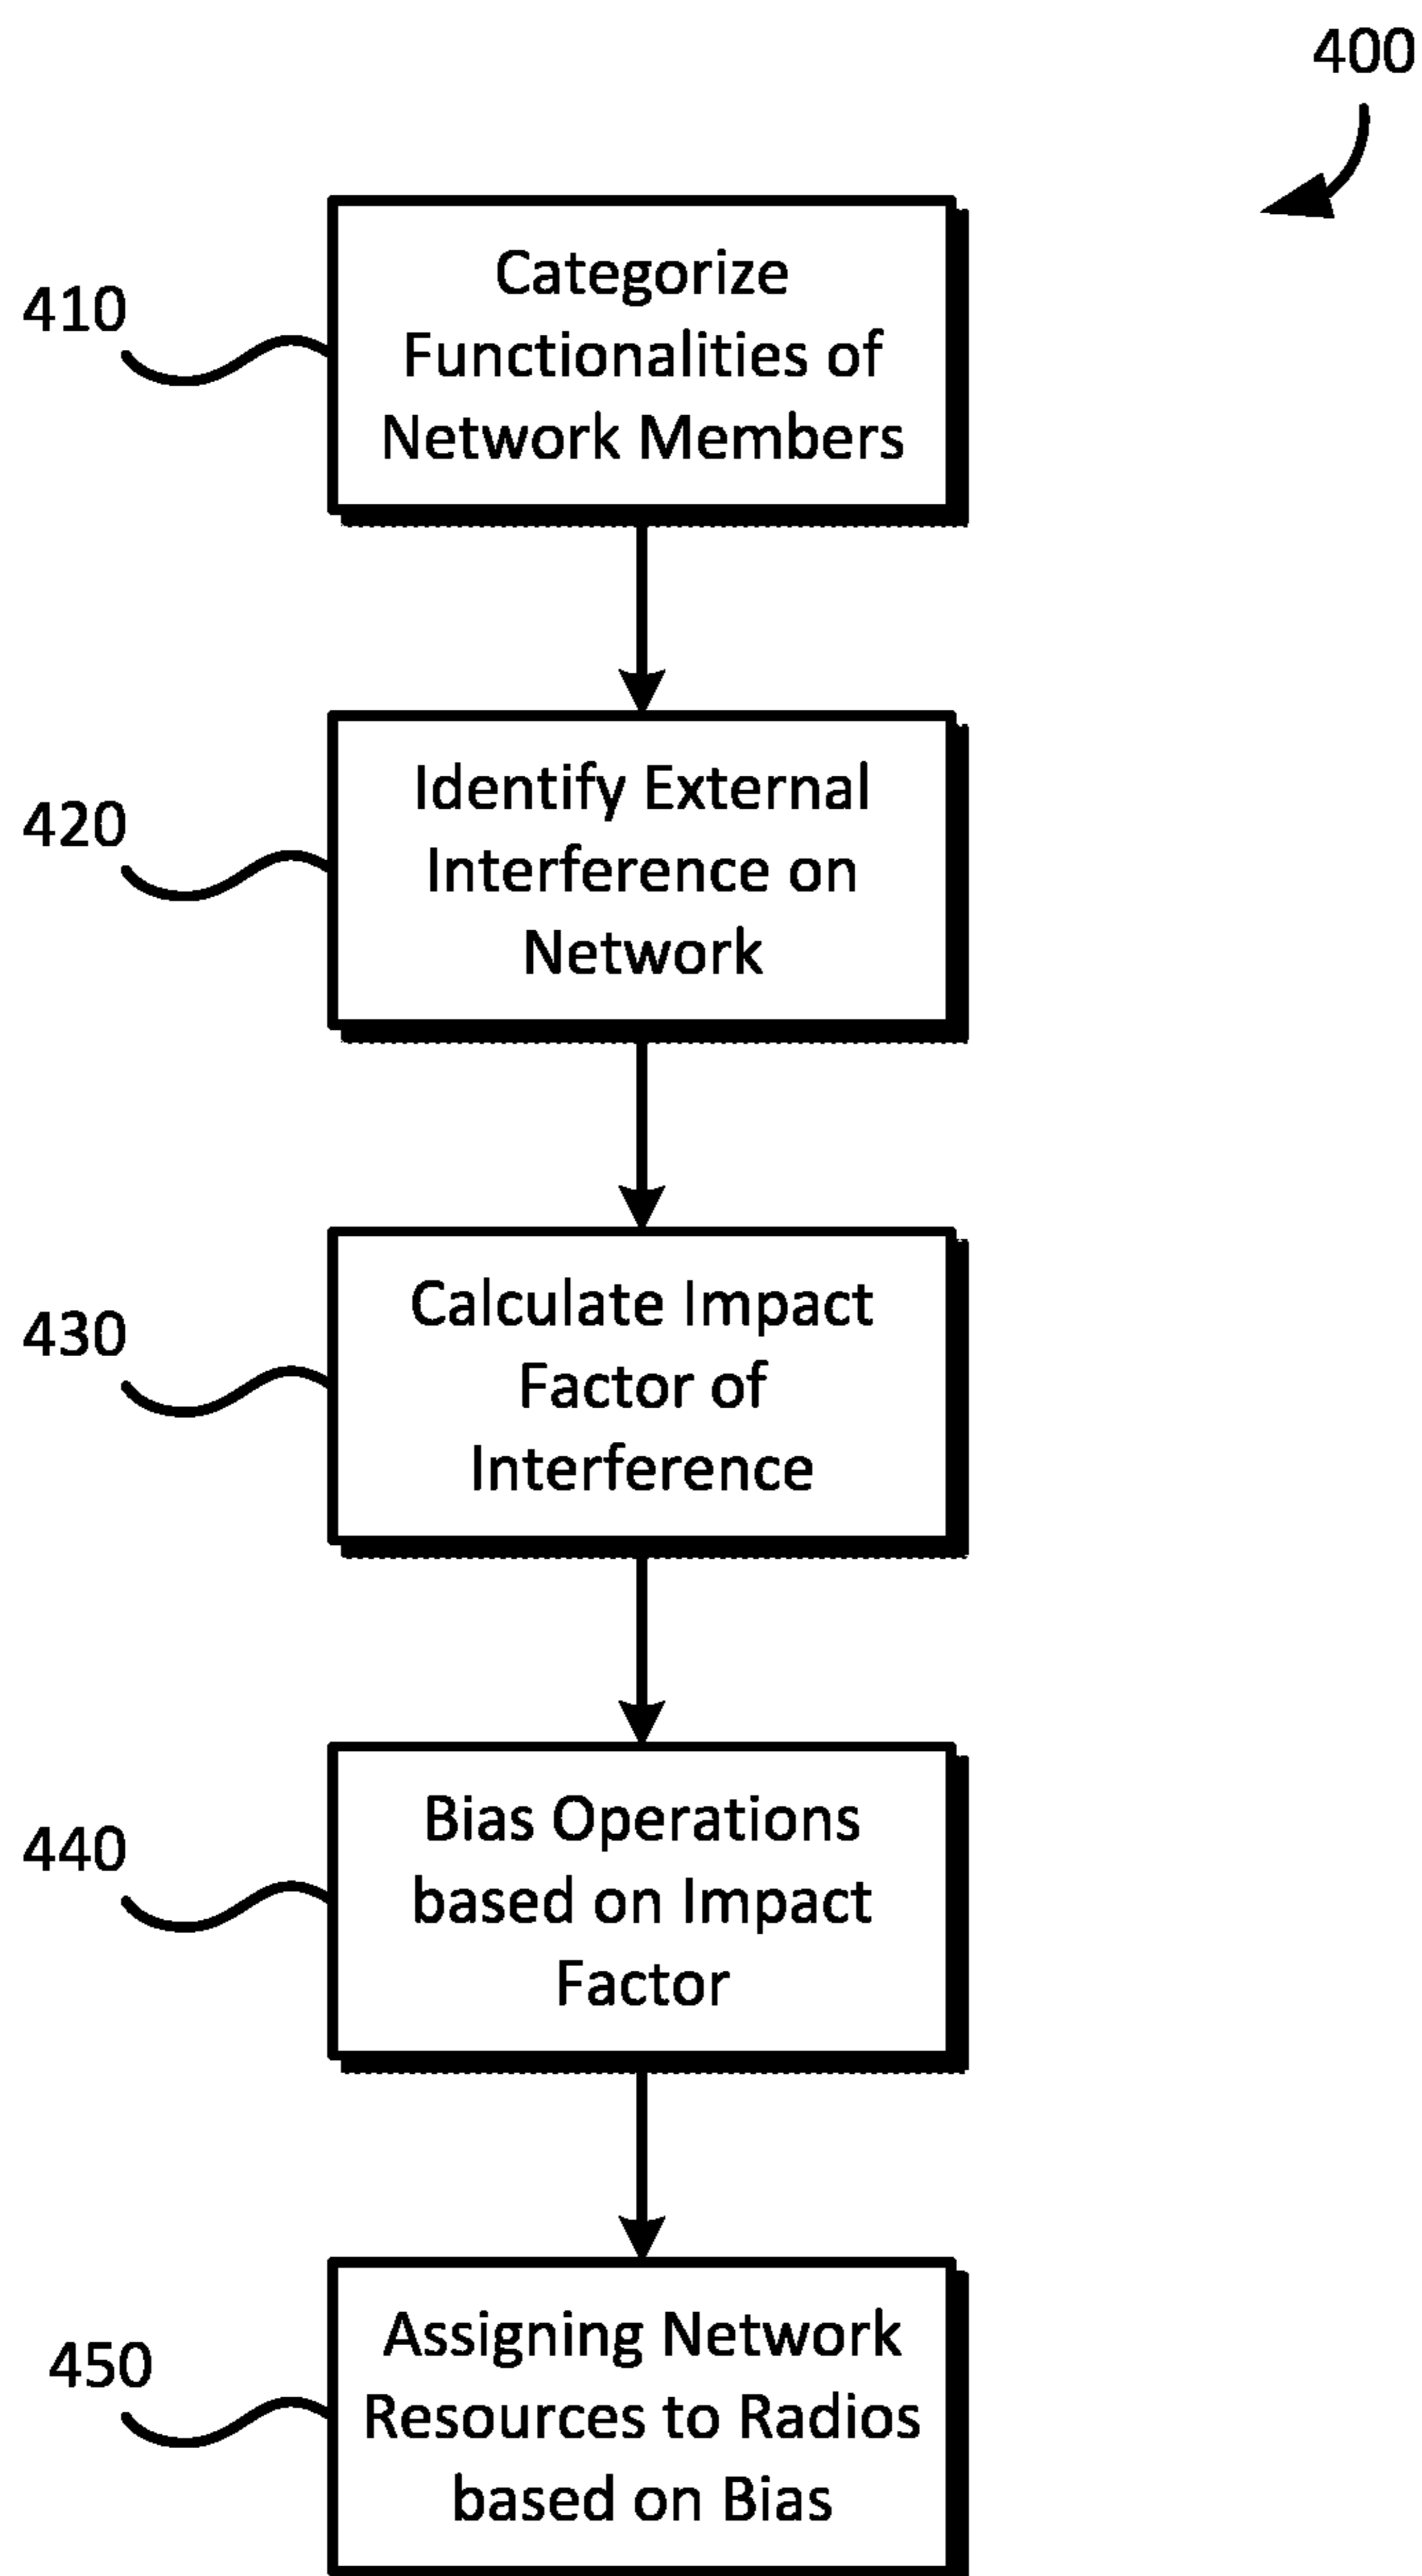 400
410
Categorize
Functionalities of
Network Members
420
Identify External
Interference on
Network
430
Calculate Impact
Factor of
Interference
440
Bias Operations
based on Impact
Factor
450
Assigning Network
Resources to Radios
based on Bias